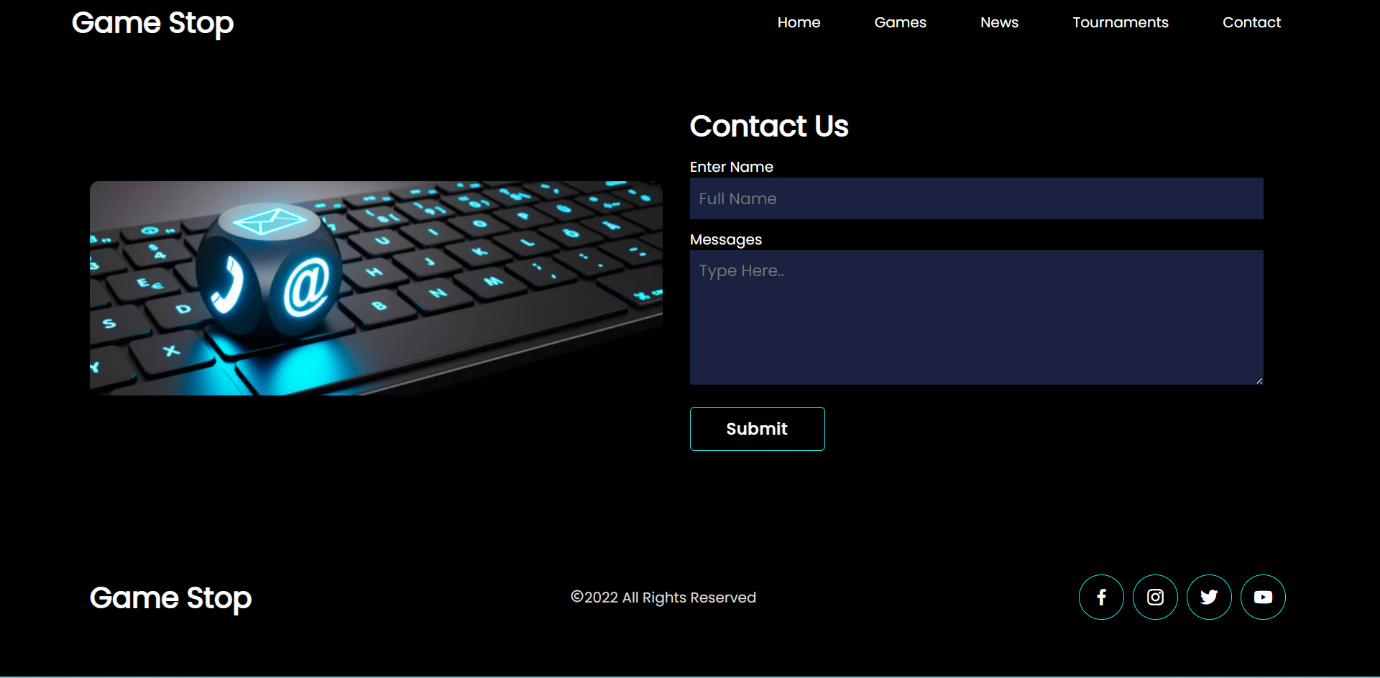 Game Stop
Home Games News Tournaments Contact
Contact Us
Enter Name
Full Name
Messages
Type Here..
Submit
Game Stop
©2022 All Rights Reserved